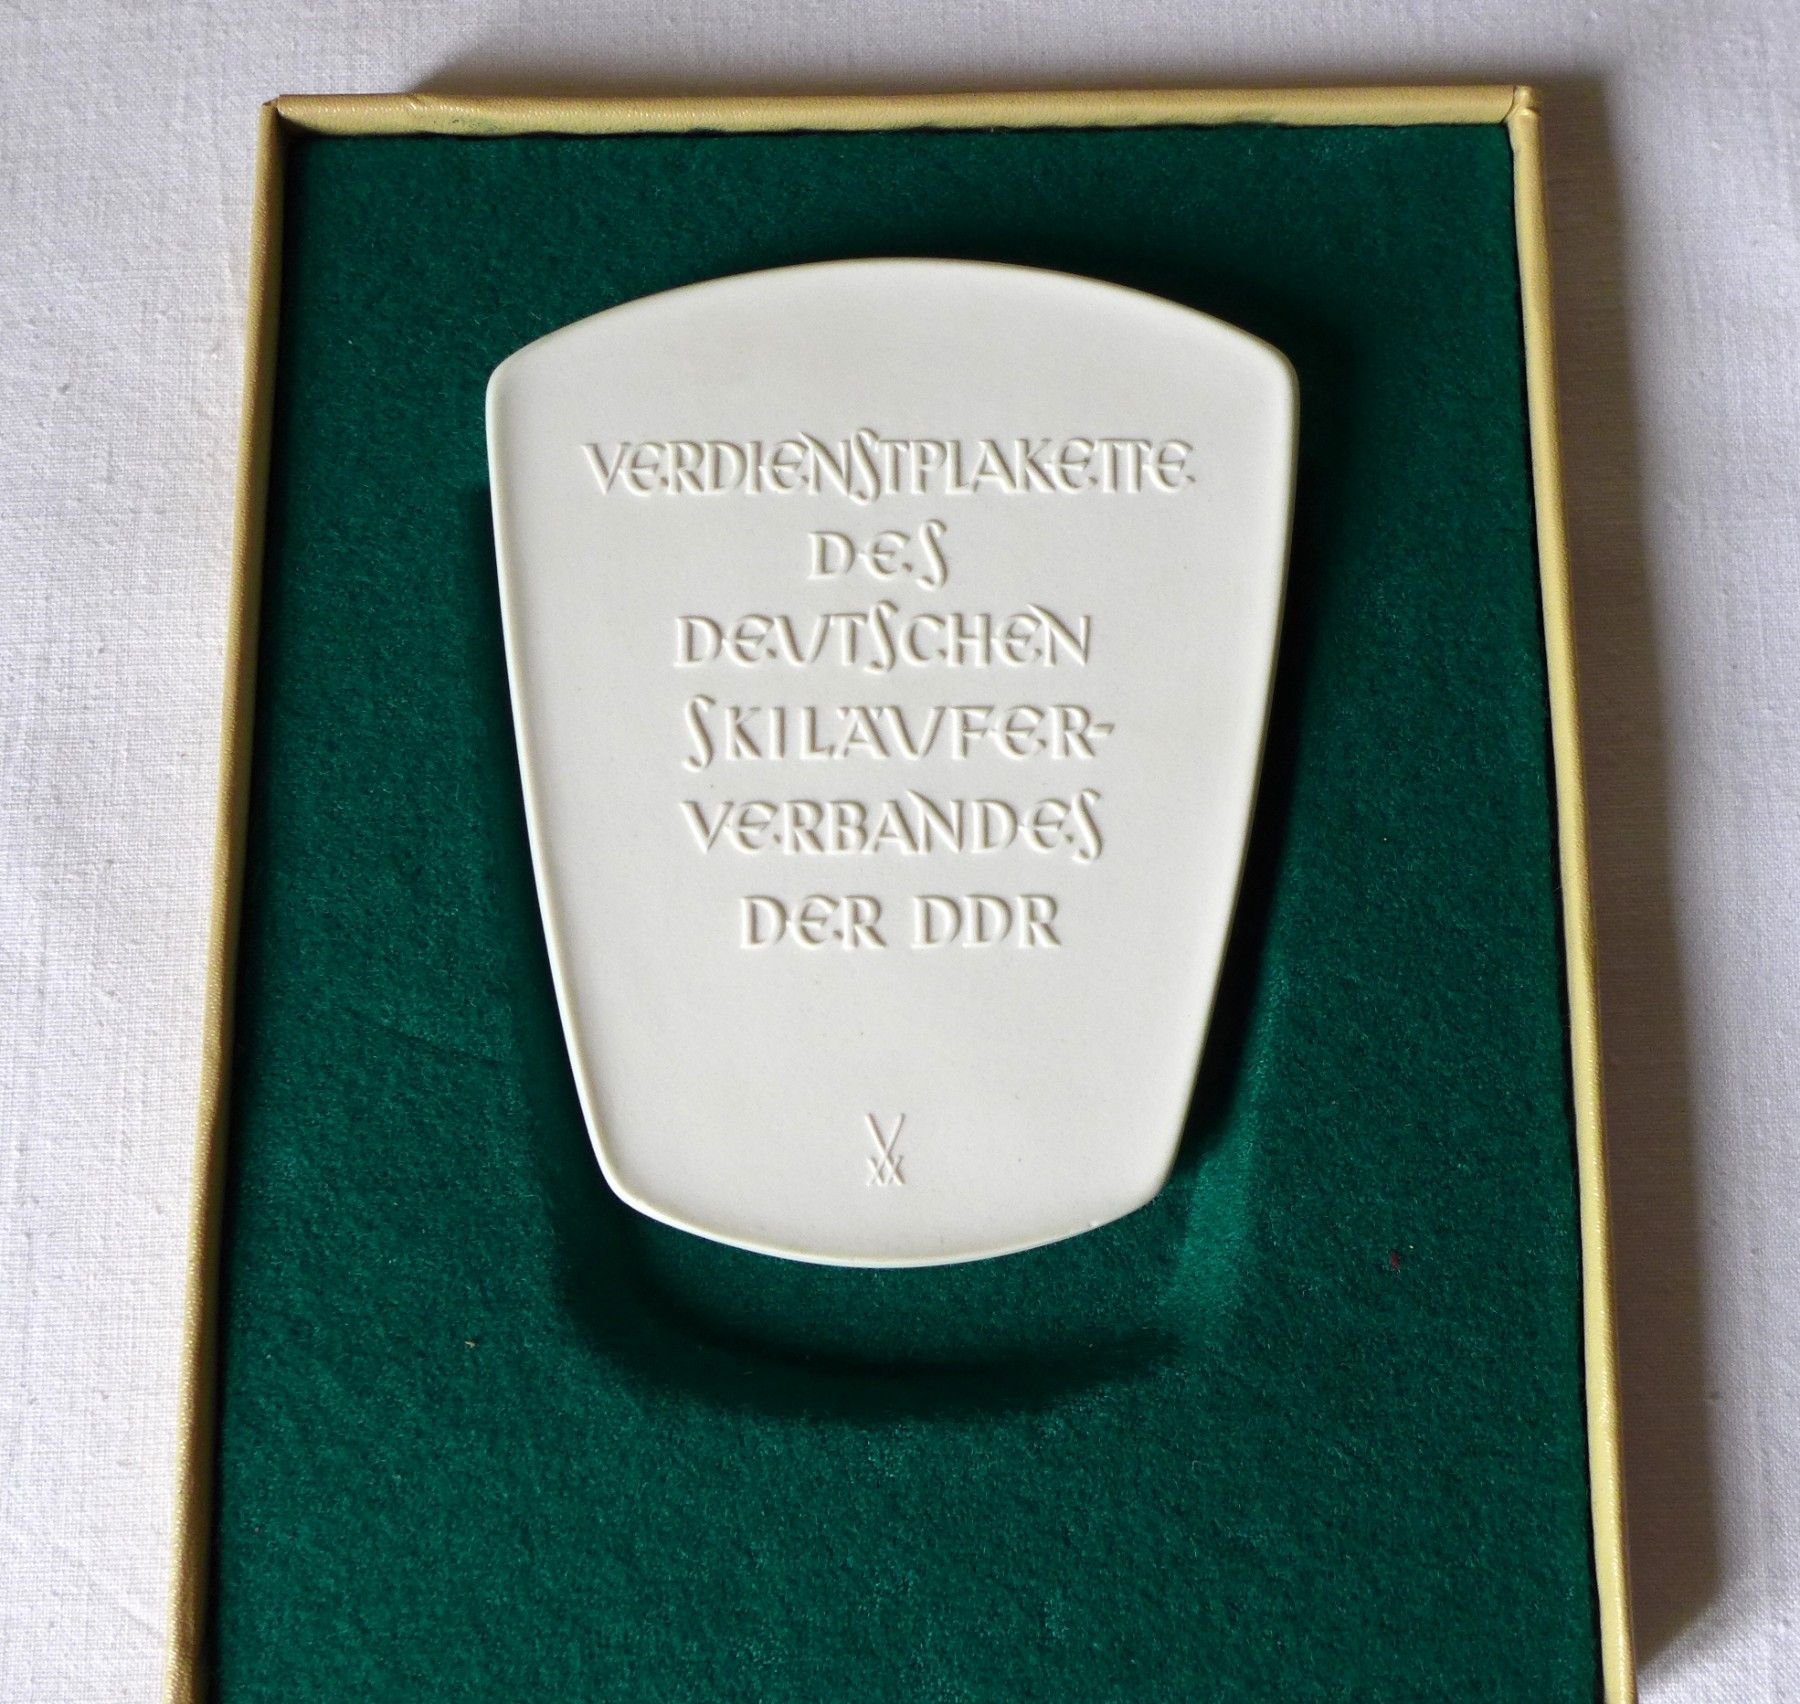 VERDIENSTPLAKETTE
DES
DEUTSCHEN
SKILÄUFER-
VERBANDES
DER DDR